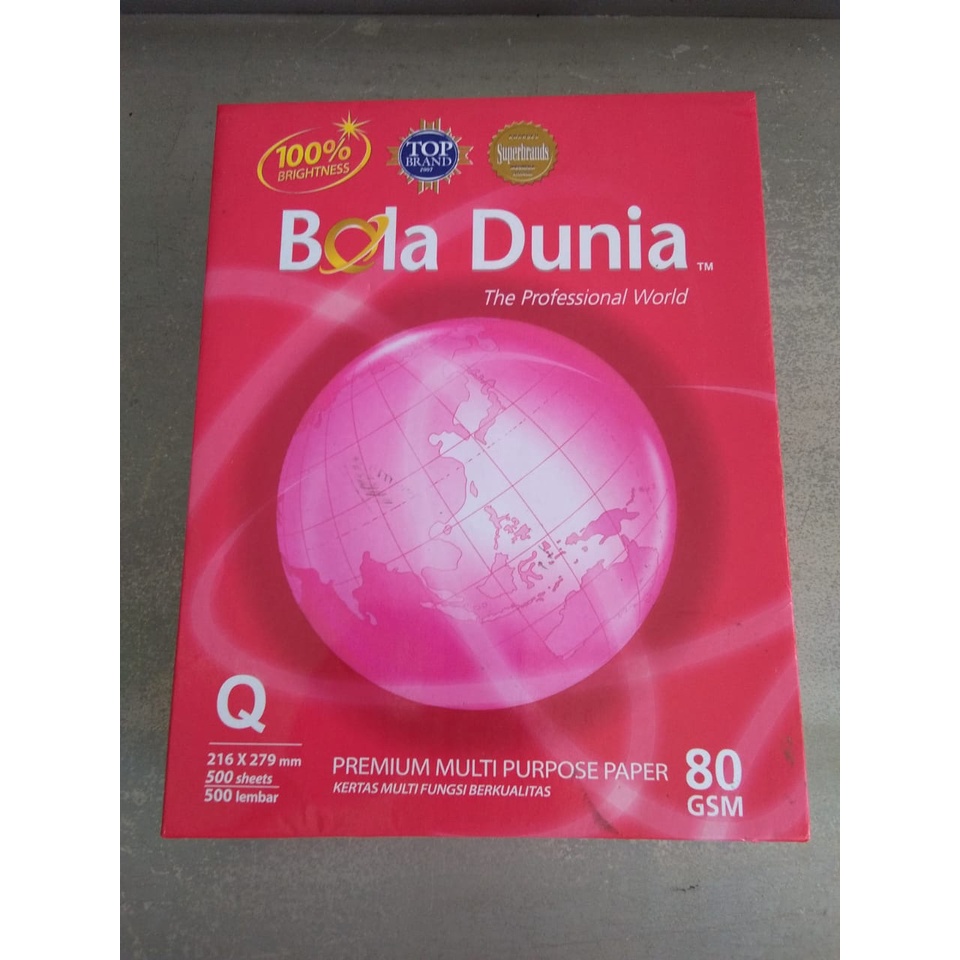 100%
BRIGHTNESS
TOP
BRAND
Superbrands
Bola Dunia TM
The Professional World
Q
216 X 279 mm
500 sheets
500 lembar
PREMIUM MULTI PURPOSE PAPER
KERTAS MULTI FUNGSI BERKUALITAS
80
GSM